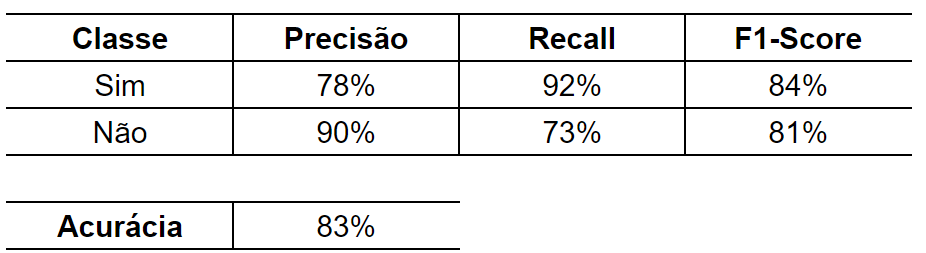 Classe Precisão Recall F1-Score
Sim 78% 92% 84%
Não 90% 73% 81%
Acurácia 83%